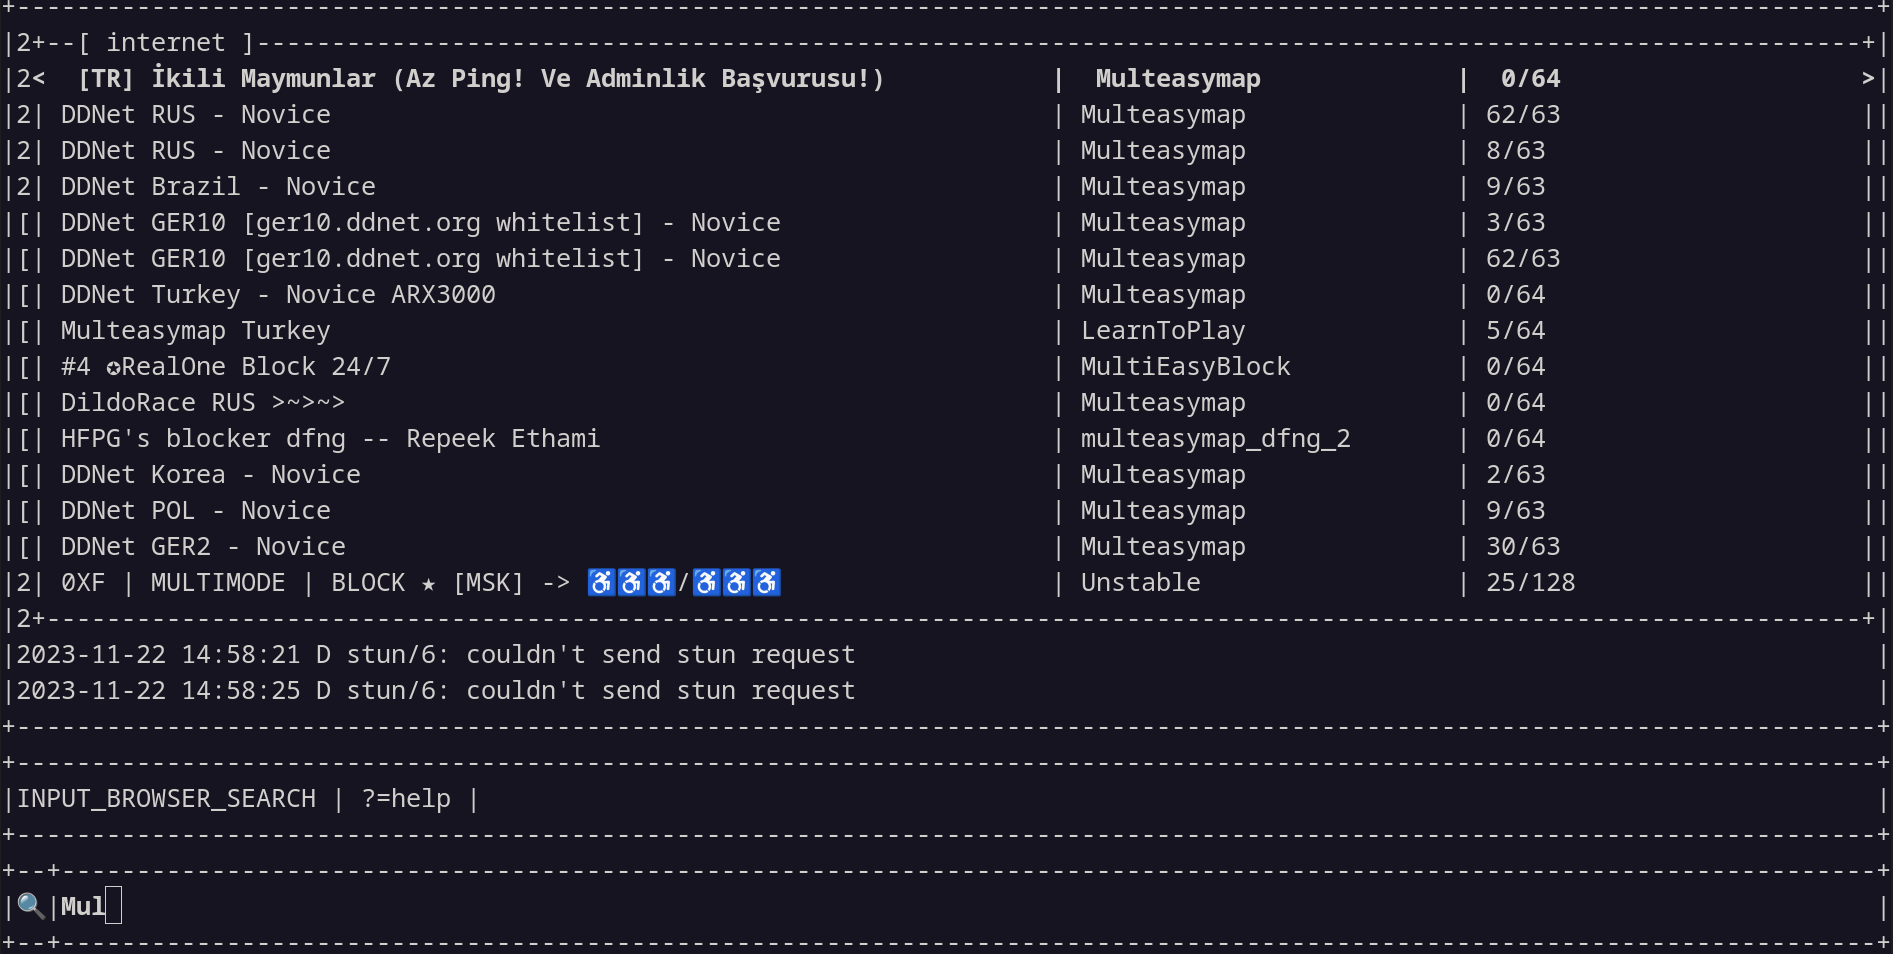 +----------------------------------------------------------------------------------------------------------------------------+
|2+--[ internet ]-----------------------------------------------------------------------------------------------------------+|
|2<  [TR] İkili Maymunlar (Az Ping! Ve Adminlik Başvurusu!)           |  Multeasymap             |  0/64                    >|
|2| DDNet RUS - Novice                                                | Multeasymap              | 62/63                    ||
|2| DDNet RUS - Novice                                                | Multeasymap              | 8/63                     ||
|2| DDNet Brazil - Novice                                             | Multeasymap              | 9/63                     ||
|[| DDNet GER10 [ger10.ddnet.org whitelist] - Novice                  | Multeasymap              | 3/63                     ||
|[| DDNet GER10 [ger10.ddnet.org whitelist] - Novice                  | Multeasymap              | 62/63                    ||
|[| DDNet Turkey - Novice ARX3000                                     | Multeasymap              | 0/64                     ||
|[| Multeasymap Turkey                                                | LearnToPlay              | 5/64                     ||
|[| #4 ✪RealOne Block 24/7                                            | MultiEasyBlock           | 0/64                     ||
|[| DildoRace RUS >~>~>                                               | Multeasymap              | 0/64                     ||
|[| HFPG's blocker dfng -- Repeek Ethami                              | multeasymap_dfng_2       | 0/64                     ||
|[| DDNet Korea - Novice                                              | Multeasymap              | 2/63                     ||
|[| DDNet POL - Novice                                                | Multeasymap              | 9/63                     ||
|[| DDNet GER2 - Novice                                               | Multeasymap              | 30/63                    ||
|2| 0XF | MULTIMODE | BLOCK ★ [MSK] -> ♿♿♿/♿♿♿                  | Unstable                 | 25/128                   ||
|2+-------------------------------------------------------------------------------------------------------------------------+|
|2023-11-22 14:58:21 D stun/6: couldn't send stun request                                                                    |
|2023-11-22 14:58:25 D stun/6: couldn't send stun request                                                                    |
+----------------------------------------------------------------------------------------------------------------------------+
+----------------------------------------------------------------------------------------------------------------------------+
|INPUT_BROWSER_SEARCH | ?=help |                                                                                             |
+----------------------------------------------------------------------------------------------------------------------------+
+--+-------------------------------------------------------------------------------------------------------------------------+
|🔍|Mul                                                                                                                      |
+--+-------------------------------------------------------------------------------------------------------------------------+